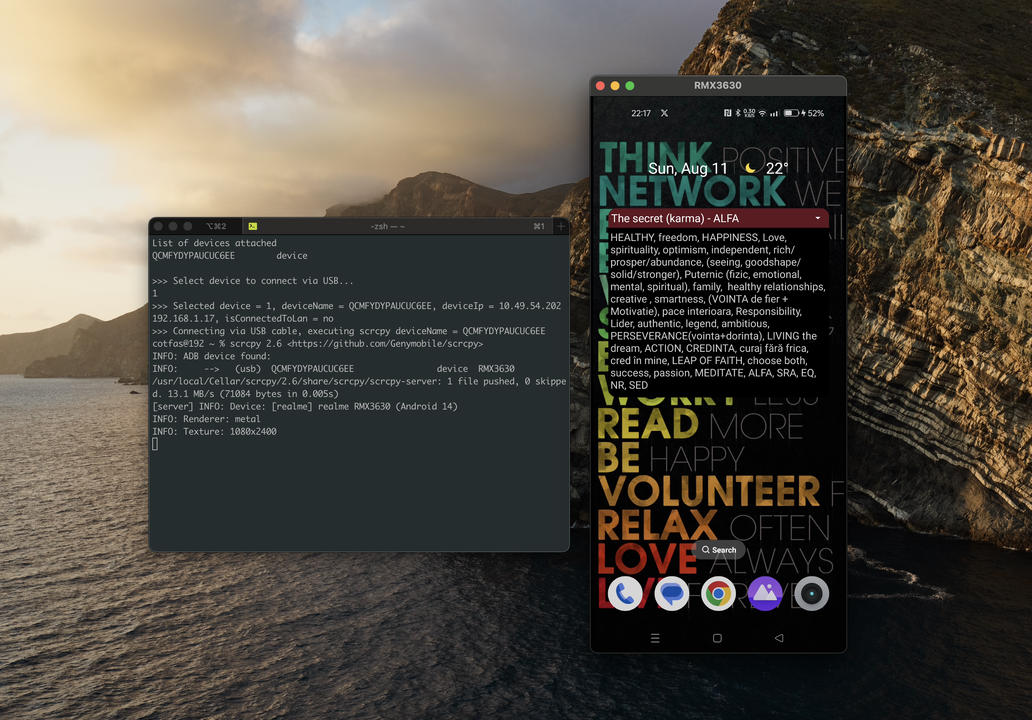 ⌥⌘2
-zsh — ~
⌘1
List of devices attached
QCMFYDYPAUCUC6EE device
>>> Select device to connect via USB...
1
>>> Selected device = 1, deviceName = QCMFYDYPAUCUC6EE, deviceIp = 10.49.54.202
192.168.1.17, isConnectedToLan = no
>>> Connecting via USB cable, executing scrcpy deviceName = QCMFYDYPAUCUC6EE
cotfas@192 ~ % scrcpy 2.6 <https://github.com/Genymobile/scrcpy>
INFO: ADB device found:
INFO: --> (usb) QCMFYDYPAUCUC6EE device RMX3630
/usr/local/Cellar/scrcpy/2.6/share/scrcpy/scrcpy-server: 1 file pushed, 0 skippe
d. 13.1 MB/s (71084 bytes in 0.005s)
[server] INFO: Device: [realme] realme RMX3630 (Android 14)
INFO: Renderer: metal
INFO: Texture: 1080x2400
RMX3630
22:17 0.30 KB/S 52%
THINK POSITIVE
Sun, Aug 11 22°
NETWORK WE
The secret (karma) - ALFA
HEALTHY, freedom, HAPPINESS, Love,
spirituality, optimism, independent, rich/
prosper/abundance, (seeing, goodshape/
solid/stronger), Puternic (fizic, emotional,
mental, spiritual), family, healthy relationships,
creative , smartness, (VOINTA de fier +
Motivatie), pace interioara, Responsibility,
Lider, authentic, legend, ambitious,
PERSEVERANCE(vointa+dorinta), LIVING the
dream, ACTION, CREDINTA, curaj fără frica,
cred în mine, LEAP OF FAITH, choose both,
success, passion, MEDITATE, ALFA, SRA, EQ,
NR, SED
WORRY LESS
READ MORE
BE HAPPY
VOLUNTEER F
RELAX OFTEN
Search
LOVE ALWAYS